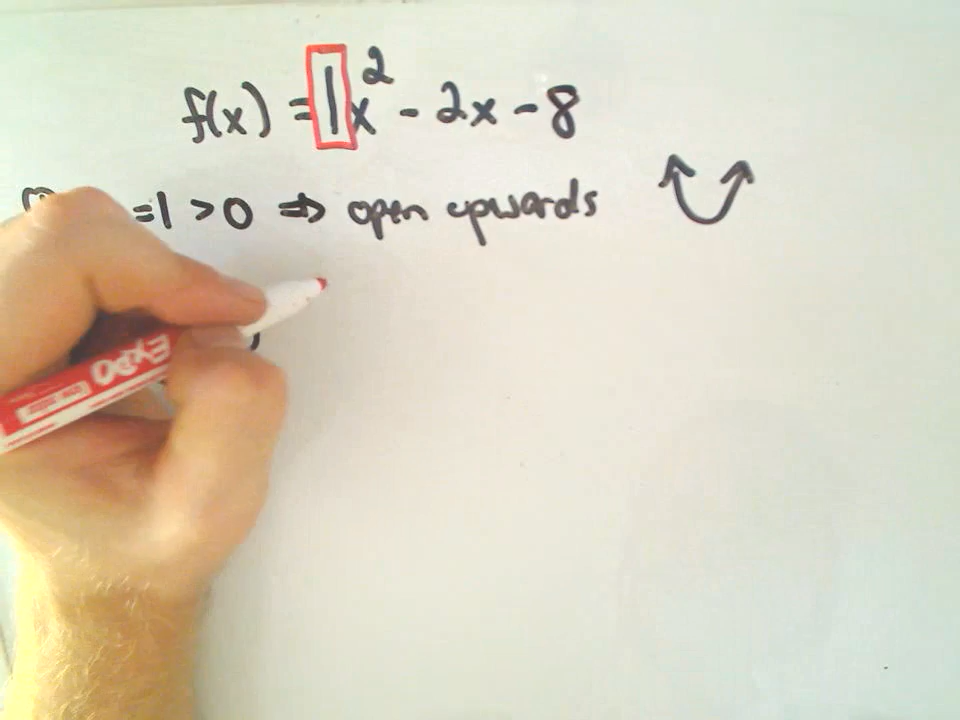 f(x) = 1x² - 2x - 8
=1 >0 ⇒ open upwards
EXPO